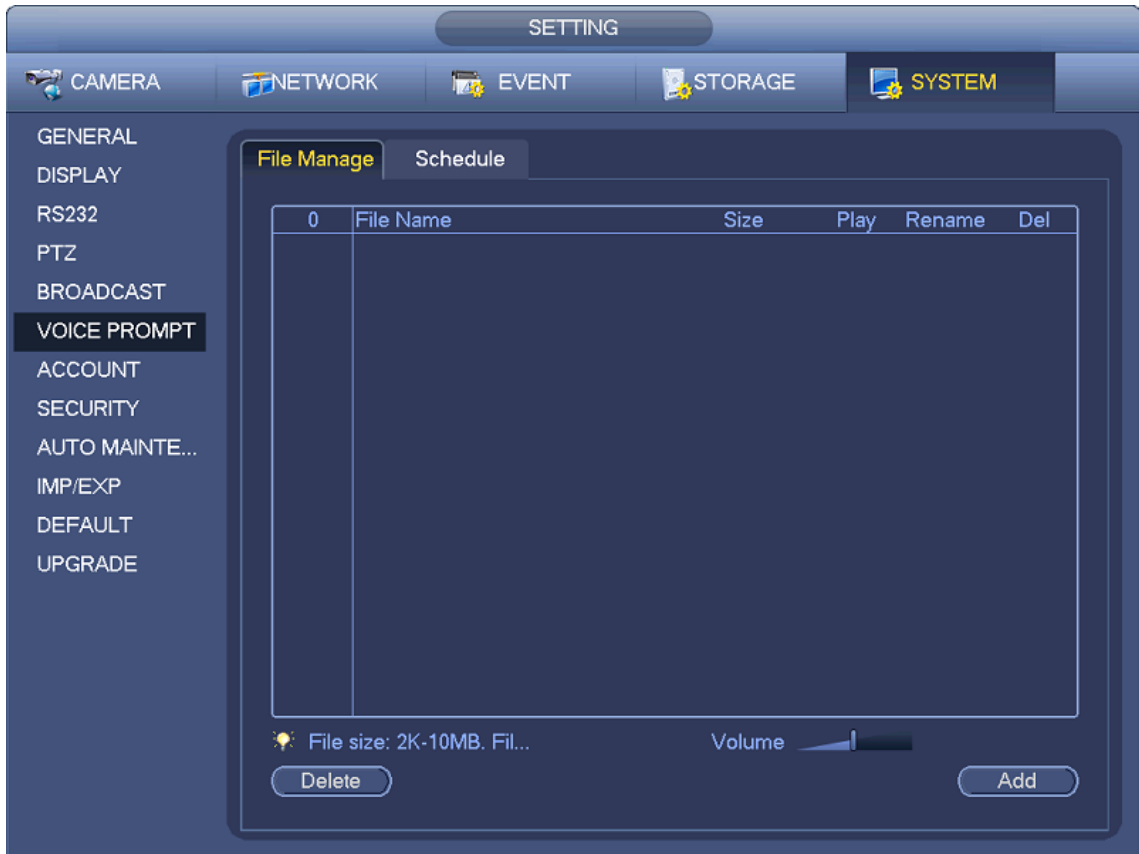 SETTING
CAMERA NETWORK EVENT STORAGE SYSTEM
GENERAL
DISPLAY
RS232
PTZ
BROADCAST
VOICE PROMPT
ACCOUNT
SECURITY
AUTO MAINTE...
IMP/EXP
DEFAULT
UPGRADE
File Manage Schedule
0 File Name Size Play Rename Del
File size: 2K-10MB. Fil... Volume
Delete Add